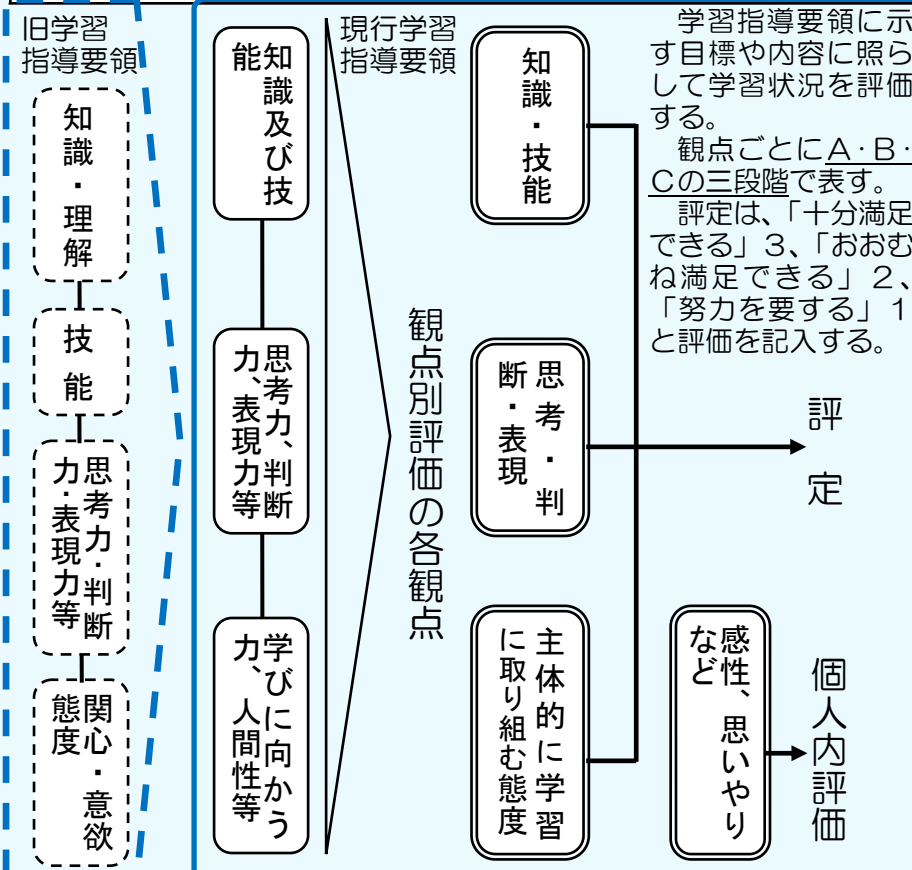 旧学習
指導要領
知識・理解
技能
思考力・判断
力・表現力等
関心・意欲
態度
知識及び技
能
思考力、判断
力、表現力等
学びに向かう
力、人間性等
現行学習
指導要領
観点別評価の各観点
知識・技能
思考・判
断・表現
主体的に学習
に取り組む態度
感性、思いやり
など
学習指導要領に示
す目標や内容に照ら
して学習状況を評価
する。
観点ごとにA・B・
Cの三段階で表す。
評定は、「十分満足
できる」3、「おおむ
ね満足できる」2、
「努力を要する」1
と評価を記入する。
評定
個人内評価